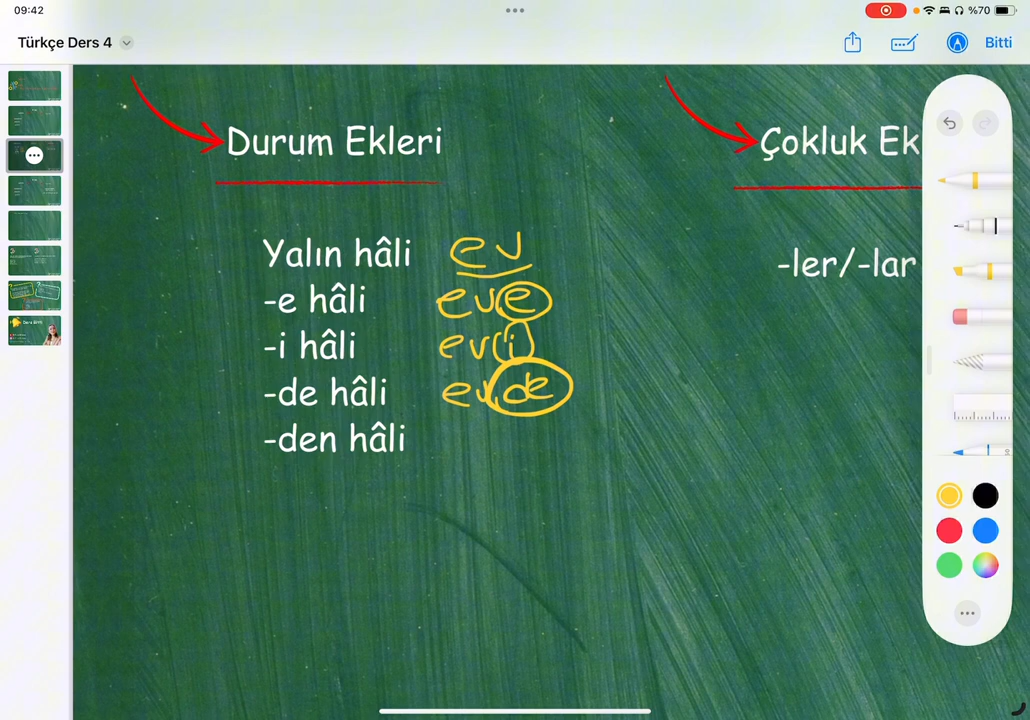 09:42
%70
Türkçe Ders 4
Bitti
Durum Ekleri
Yalın hâli ev
-e hâli eve
-i hâli evi
-de hâli evde
-den hâli
Çokluk Ek
-ler/-lar